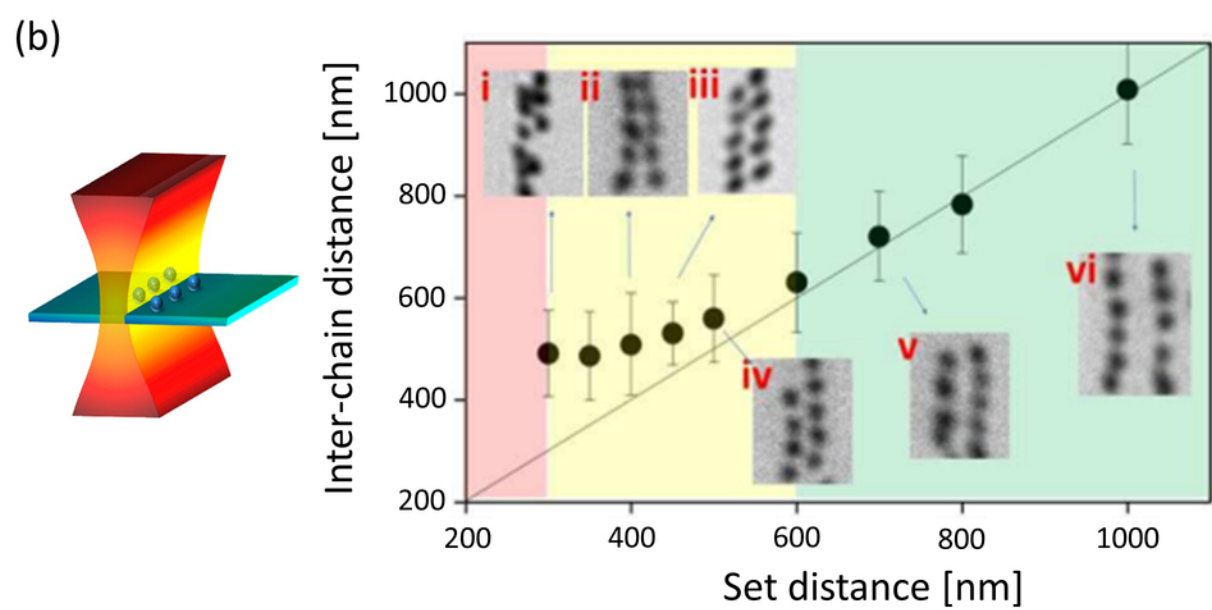 (b)
Inter-chain distance [nm]
1000
800
600
400
200
i
ii
iii
iv
v
vi
200
400
600
800
1000
Set distance [nm]